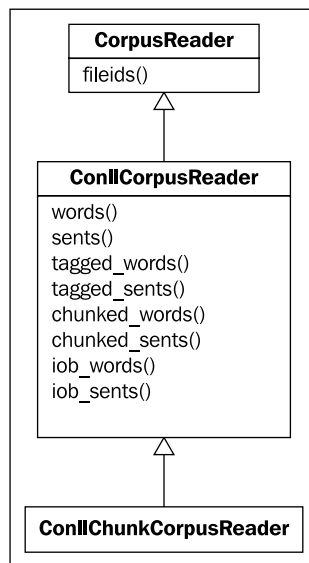 CorpusReader
fileids()
ConllCorpusReader
words()
sents()
tagged_words()
tagged_sents()
chunked_words()
chunked_sents()
iob_words()
iob_sents()
ConllChunkCorpusReader